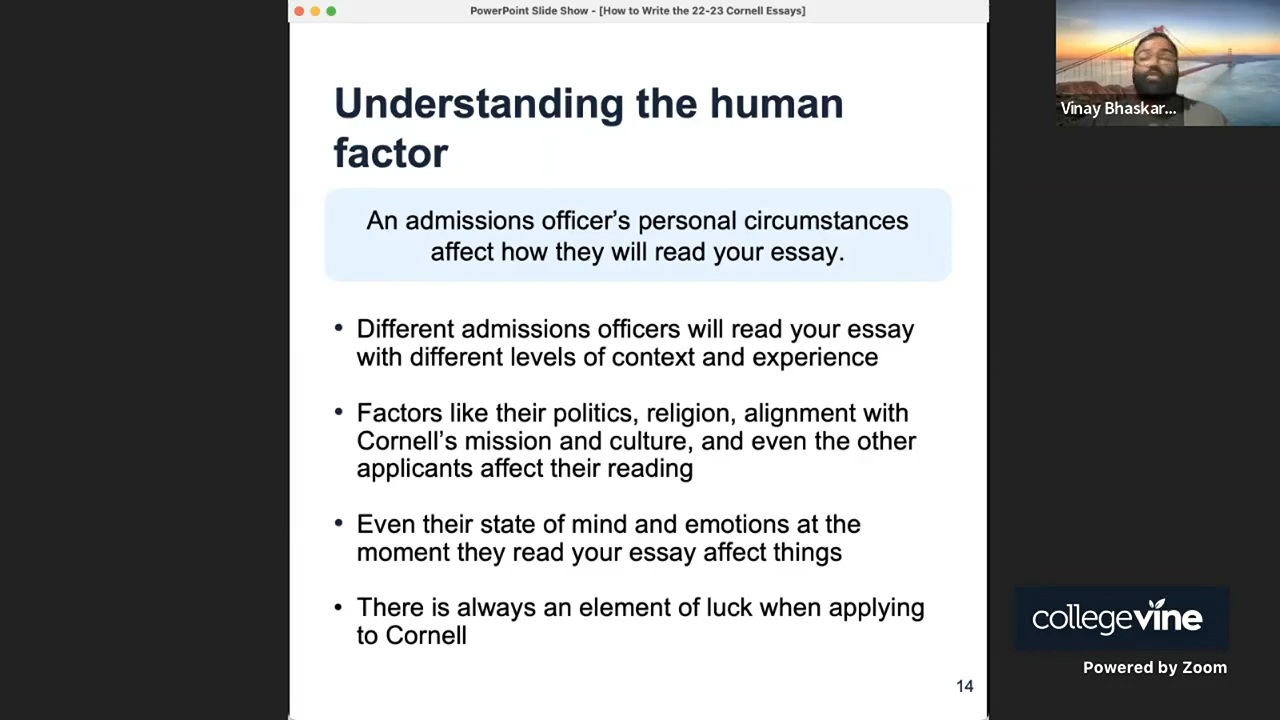 PowerPoint Slide Show - [How to Write the 22-23 Cornell Essays]
Understanding the human
factor
An admissions officer's personal circumstances
affect how they will read your essay.
• Different admissions officers will read your essay
with different levels of context and experience
• Factors like their politics, religion, alignment with
Cornell's mission and culture, and even the other
applicants affect their reading
• Even their state of mind and emotions at the
moment they read your essay affect things
• There is always an element of luck when applying
to Cornell
14
Vinay Bhaskar...
collegevine
Powered by Zoom